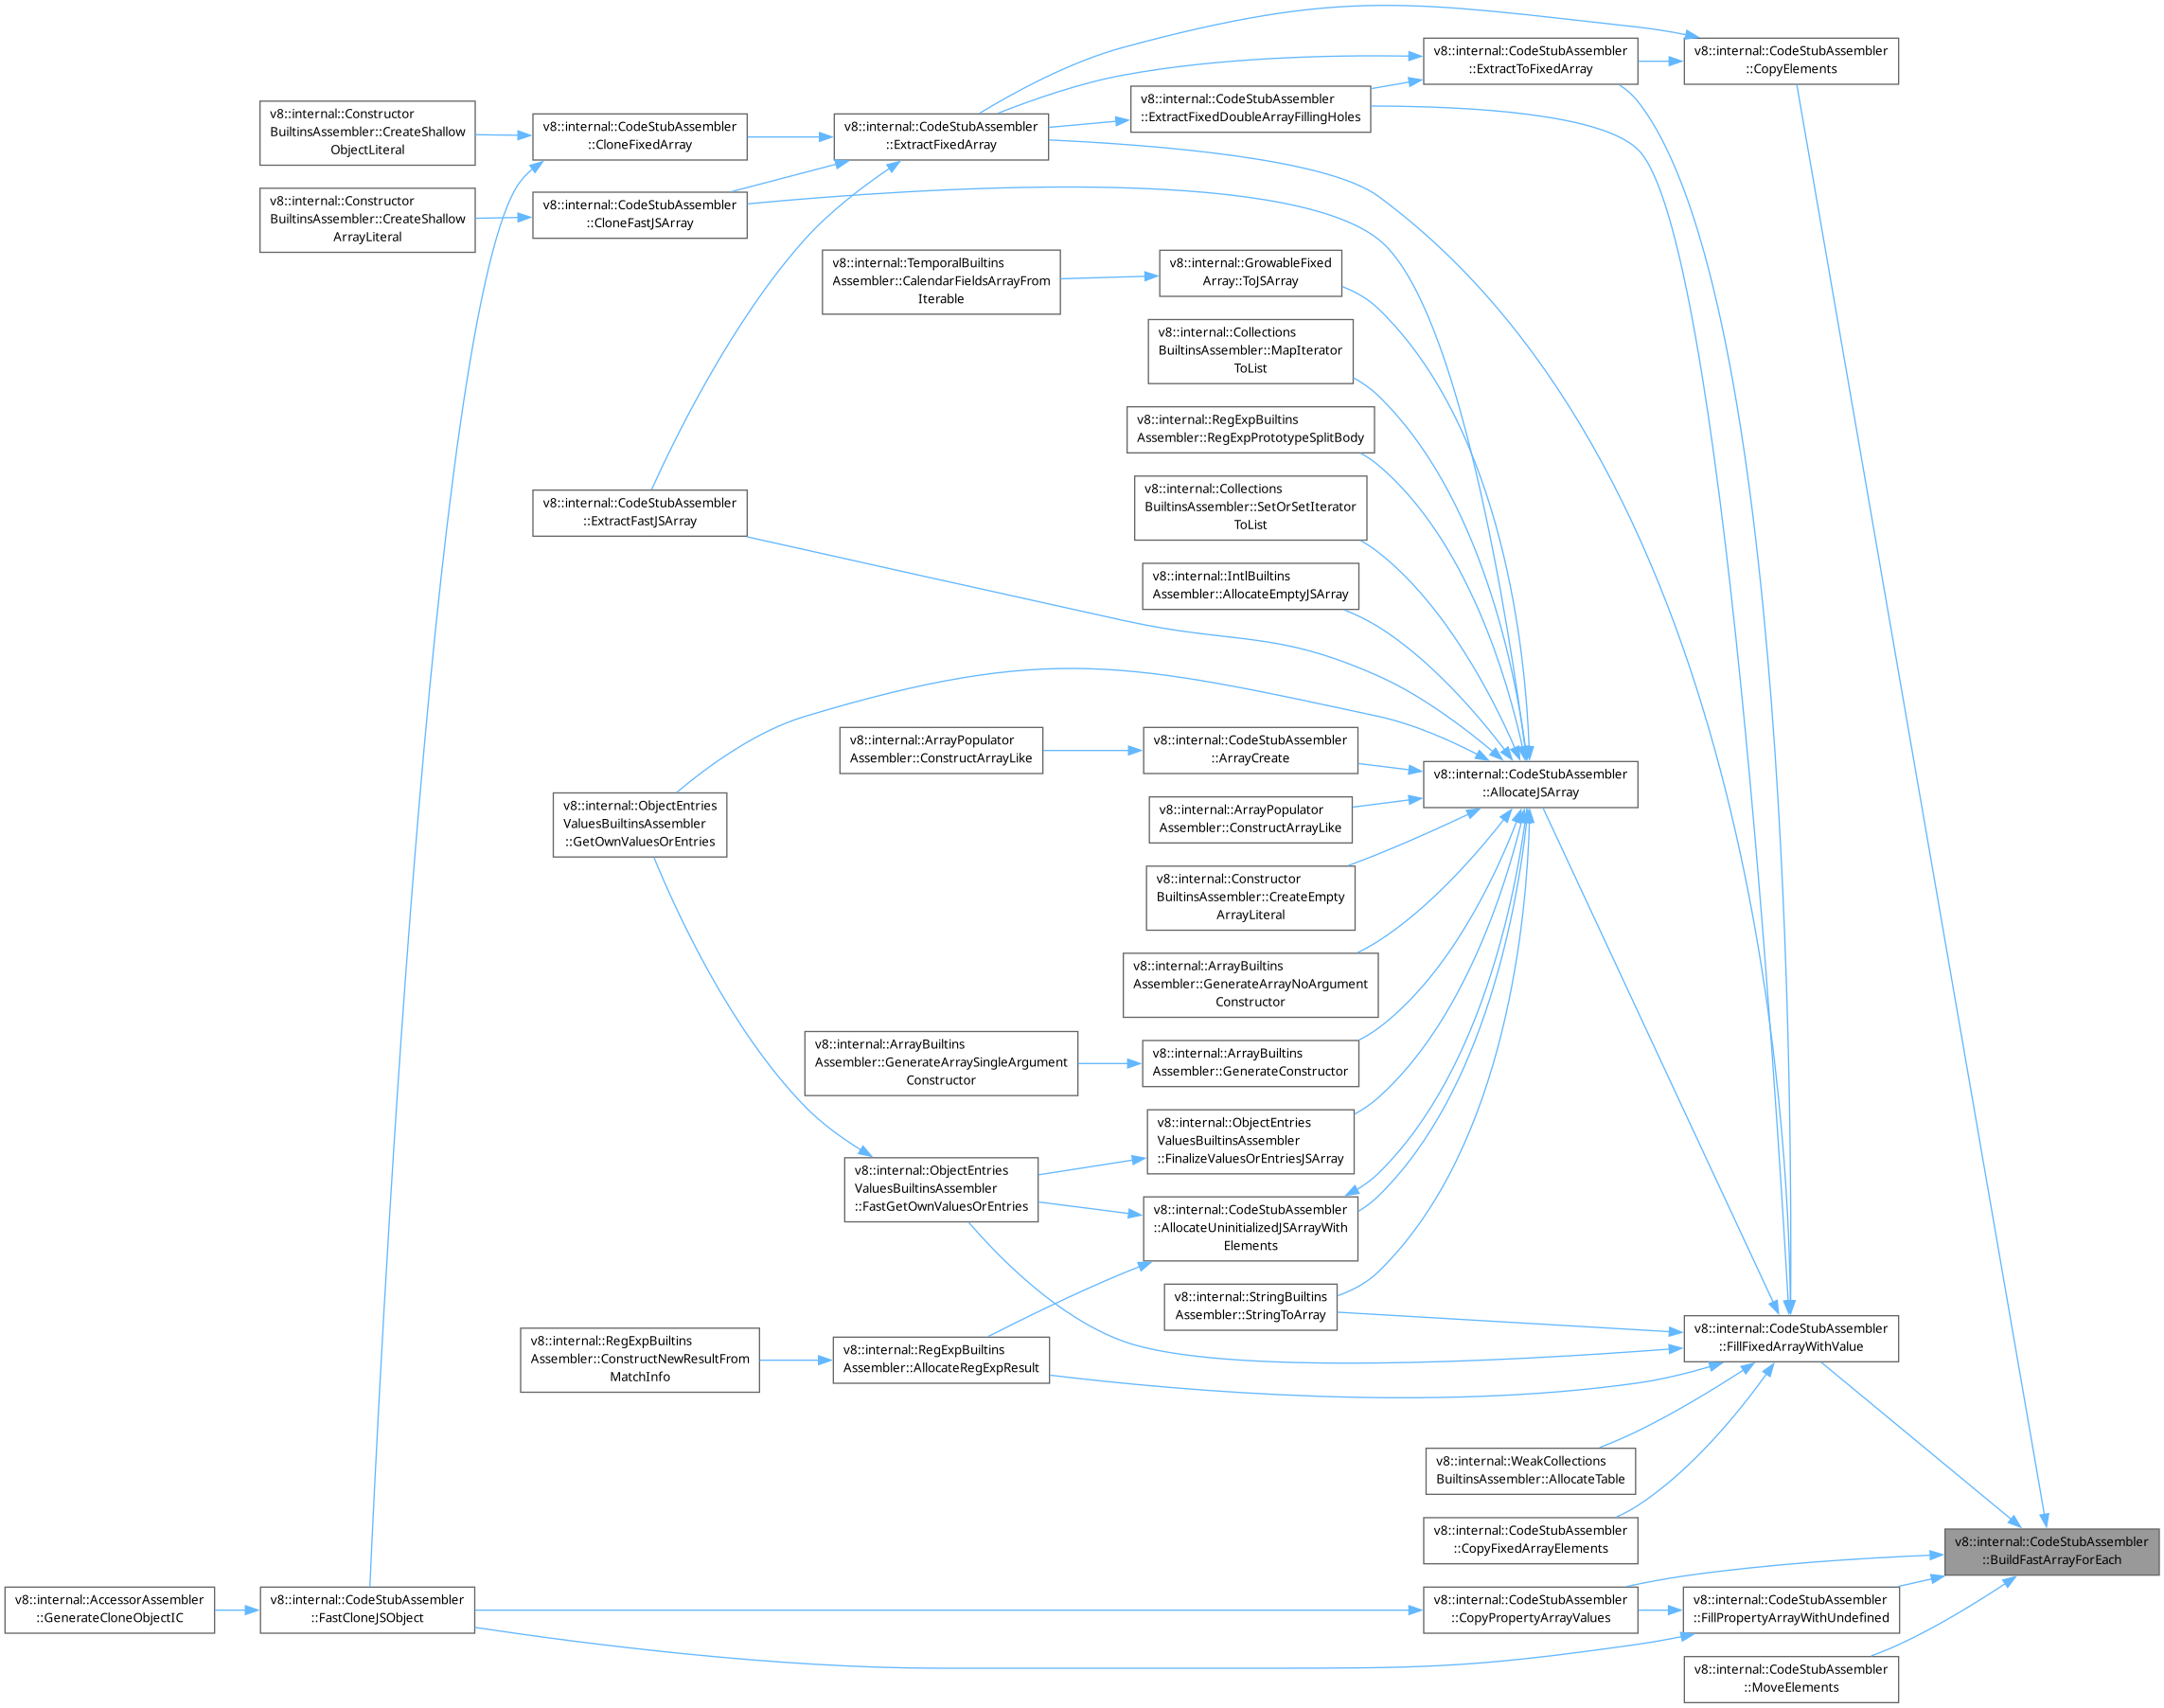 v8::internal::CodeStubAssembler
::ExtractToFixedArray
v8::internal::CodeStubAssembler
::CopyElements
v8::internal::Constructor
BuiltinsAssembler::CreateShallow
ObjectLiteral
v8::internal::CodeStubAssembler
::CloneFixedArray
v8::internal::CodeStubAssembler
::ExtractFixedArray
v8::internal::CodeStubAssembler
::ExtractFixedDoubleArrayFillingHoles
v8::internal::Constructor
BuiltinsAssembler::CreateShallow
ArrayLiteral
v8::internal::CodeStubAssembler
::CloneFastJSArray
v8::internal::TemporalBuiltins
Assembler::CalendarFieldsArrayFrom
Iterable
v8::internal::GrowableFixed
Array::ToJSArray
v8::internal::Collections
BuiltinsAssembler::MapIterator
ToList
v8::internal::RegExpBuiltins
Assembler::RegExpPrototypeSplitBody
v8::internal::CodeStubAssembler
::ExtractFastJSArray
v8::internal::Collections
BuiltinsAssembler::SetOrSetIterator
ToList
v8::internal::IntlBuiltins
Assembler::AllocateEmptyJSArray
v8::internal::ArrayPopulator
Assembler::ConstructArrayLike
v8::internal::CodeStubAssembler
::ArrayCreate
v8::internal::CodeStubAssembler
::AllocateJSArray
v8::internal::ObjectEntries
ValuesBuiltinsAssembler
::GetOwnValuesOrEntries
v8::internal::ArrayPopulator
Assembler::ConstructArrayLike
v8::internal::Constructor
BuiltinsAssembler::CreateEmpty
ArrayLiteral
v8::internal::ArrayBuiltins
Assembler::GenerateArrayNoArgument
Constructor
v8::internal::ArrayBuiltins
Assembler::GenerateArraySingleArgument
Constructor
v8::internal::ArrayBuiltins
Assembler::GenerateConstructor
v8::internal::ObjectEntries
ValuesBuiltinsAssembler
::FinalizeValuesOrEntriesJSArray
v8::internal::ObjectEntries
ValuesBuiltinsAssembler
::FastGetOwnValuesOrEntries
v8::internal::CodeStubAssembler
::AllocateUninitializedJSArrayWith
Elements
v8::internal::StringBuiltins
Assembler::StringToArray
v8::internal::CodeStubAssembler
::FillFixedArrayWithValue
v8::internal::RegExpBuiltins
Assembler::ConstructNewResultFrom
MatchInfo
v8::internal::RegExpBuiltins
Assembler::AllocateRegExpResult
v8::internal::WeakCollections
BuiltinsAssembler::AllocateTable
v8::internal::CodeStubAssembler
::CopyFixedArrayElements
v8::internal::CodeStubAssembler
::BuildFastArrayForEach
v8::internal::AccessorAssembler
::GenerateCloneObjectIC
v8::internal::CodeStubAssembler
::FastCloneJSObject
v8::internal::CodeStubAssembler
::CopyPropertyArrayValues
v8::internal::CodeStubAssembler
::FillPropertyArrayWithUndefined
v8::internal::CodeStubAssembler
::MoveElements